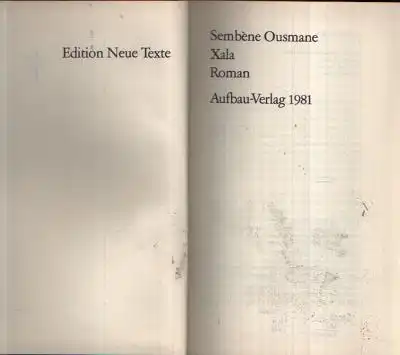 Edition Neue Texte
Sembène Ousmane
Xala
Roman
Aufbau-Verlag 1981